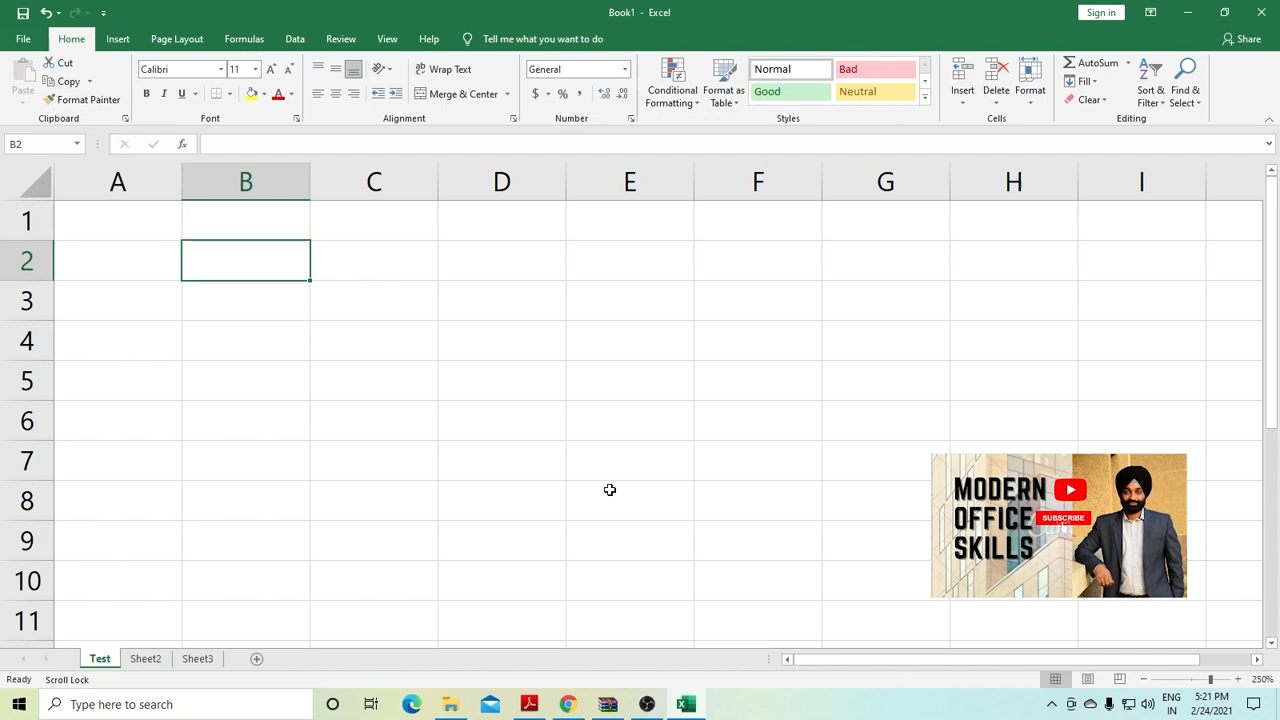 Book1 - Excel
Sign in
File Home Insert Page Layout Formulas Data Review View Help Tell me what you want to do
Share
Paste
Cut
Copy
Format Painter
Clipboard
Calibri 11
B I U
Font
Wrap Text
Merge & Center
Alignment
General
$ % ,
Number
Conditional Formatting
Format as Table
Normal Bad
Good Neutral
Styles
Insert Delete Format
Cells
AutoSum
Fill
Clear
Sort & Filter
Find & Select
Editing
B2 fx
A B C D E F G H I
1
2
3
4
5
6
7
8
9
10
11
MODERN
OFFICE
SKILLS
SUBSCRIBE
Test Sheet2 Sheet3
Ready Scroll Lock 250%
Type here to search
ENG
IN
5:21 PM
2/24/2021